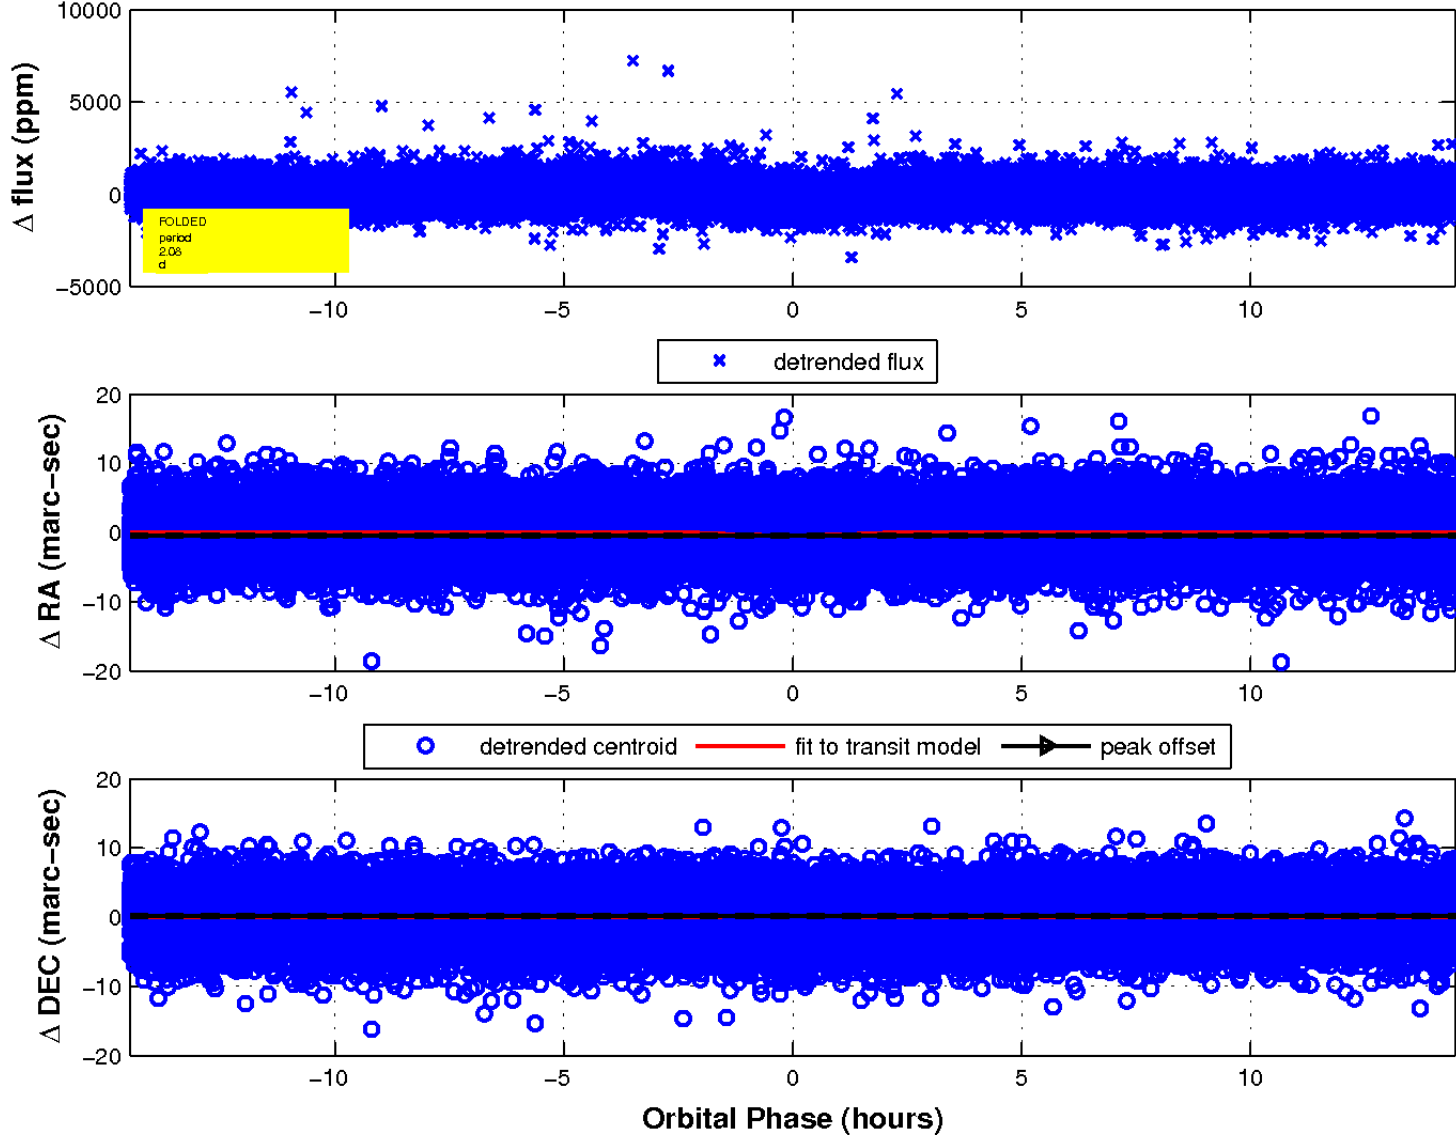 10000
5000
0
−5000
Δ flux (ppm)
FOLDED
period
2.08
d
−10
−5
0
5
10
detrended flux
20
10
0
−10
−20
Δ RA (marc−sec)
−10
−5
0
5
10
detrended centroid
fit to transit model
peak offset
20
10
0
−10
−20
Δ DEC (marc−sec)
−10
−5
0
5
10
Orbital Phase (hours)